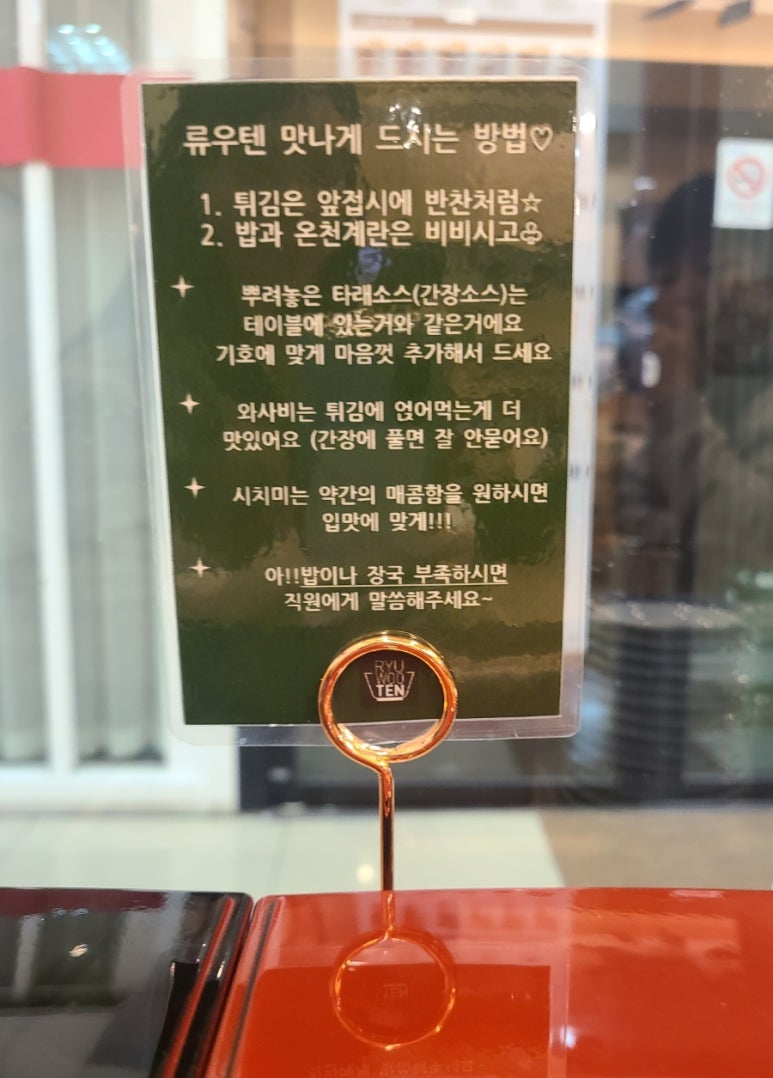 류우텐 맛나게 드시는 방법♡
1. 튀김은 앞접시에 반찬처럼☆
2. 밥과 온천계란은 비비시고♧
뿌려놓은 타래소스(간장소스)는
테이블에 있는거와 같은거에요
기호에 맞게 마음껏 추가해서 드세요
와사비는 튀김에 얹어먹는게 더
맛있어요 (간장에 풀면 잘 안묻어요)
시치미는 약간의 매콤함을 원하시면
입맛에 맞게!!!
아!!밥이나 장국 부족하시면
직원에게 말씀해주세요~
RYU
WOO
TEN